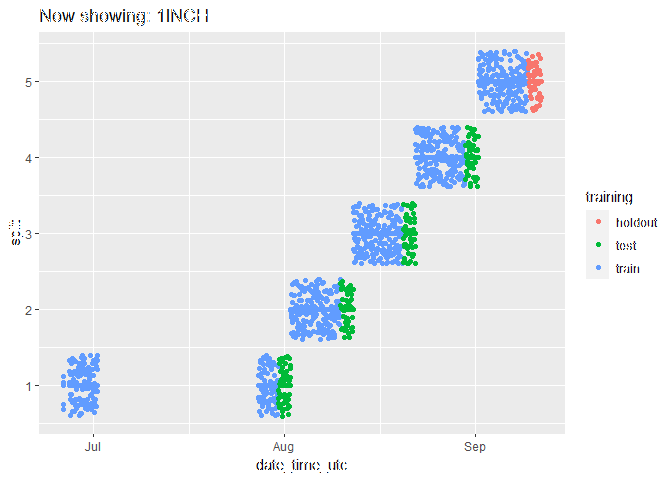 Now showing: 1INCH
5
4
3
2
1
split
Jul
Aug
Sep
date_time_utc
training
holdout
test
train